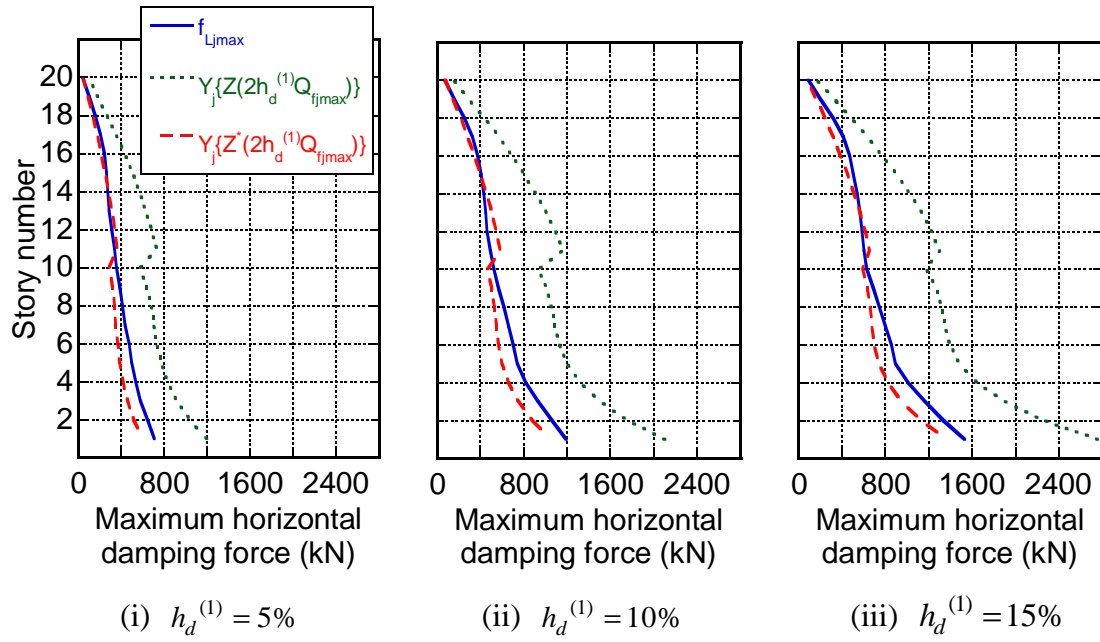 f_Ljmax
Y_j{Z(2h_d^(1)Q_fjmax)}
Y_j{Z^*(2h_d^(1)Q_fjmax)}
Story number
20
18
16
14
12
10
8
6
4
2
0 800 1600 2400
Maximum horizontal
damping force (kN)
(i) h_d^(1) = 5%
0 800 1600 2400
Maximum horizontal
damping force (kN)
(ii) h_d^(1) = 10%
0 800 1600 2400
Maximum horizontal
damping force (kN)
(iii) h_d^(1) = 15%